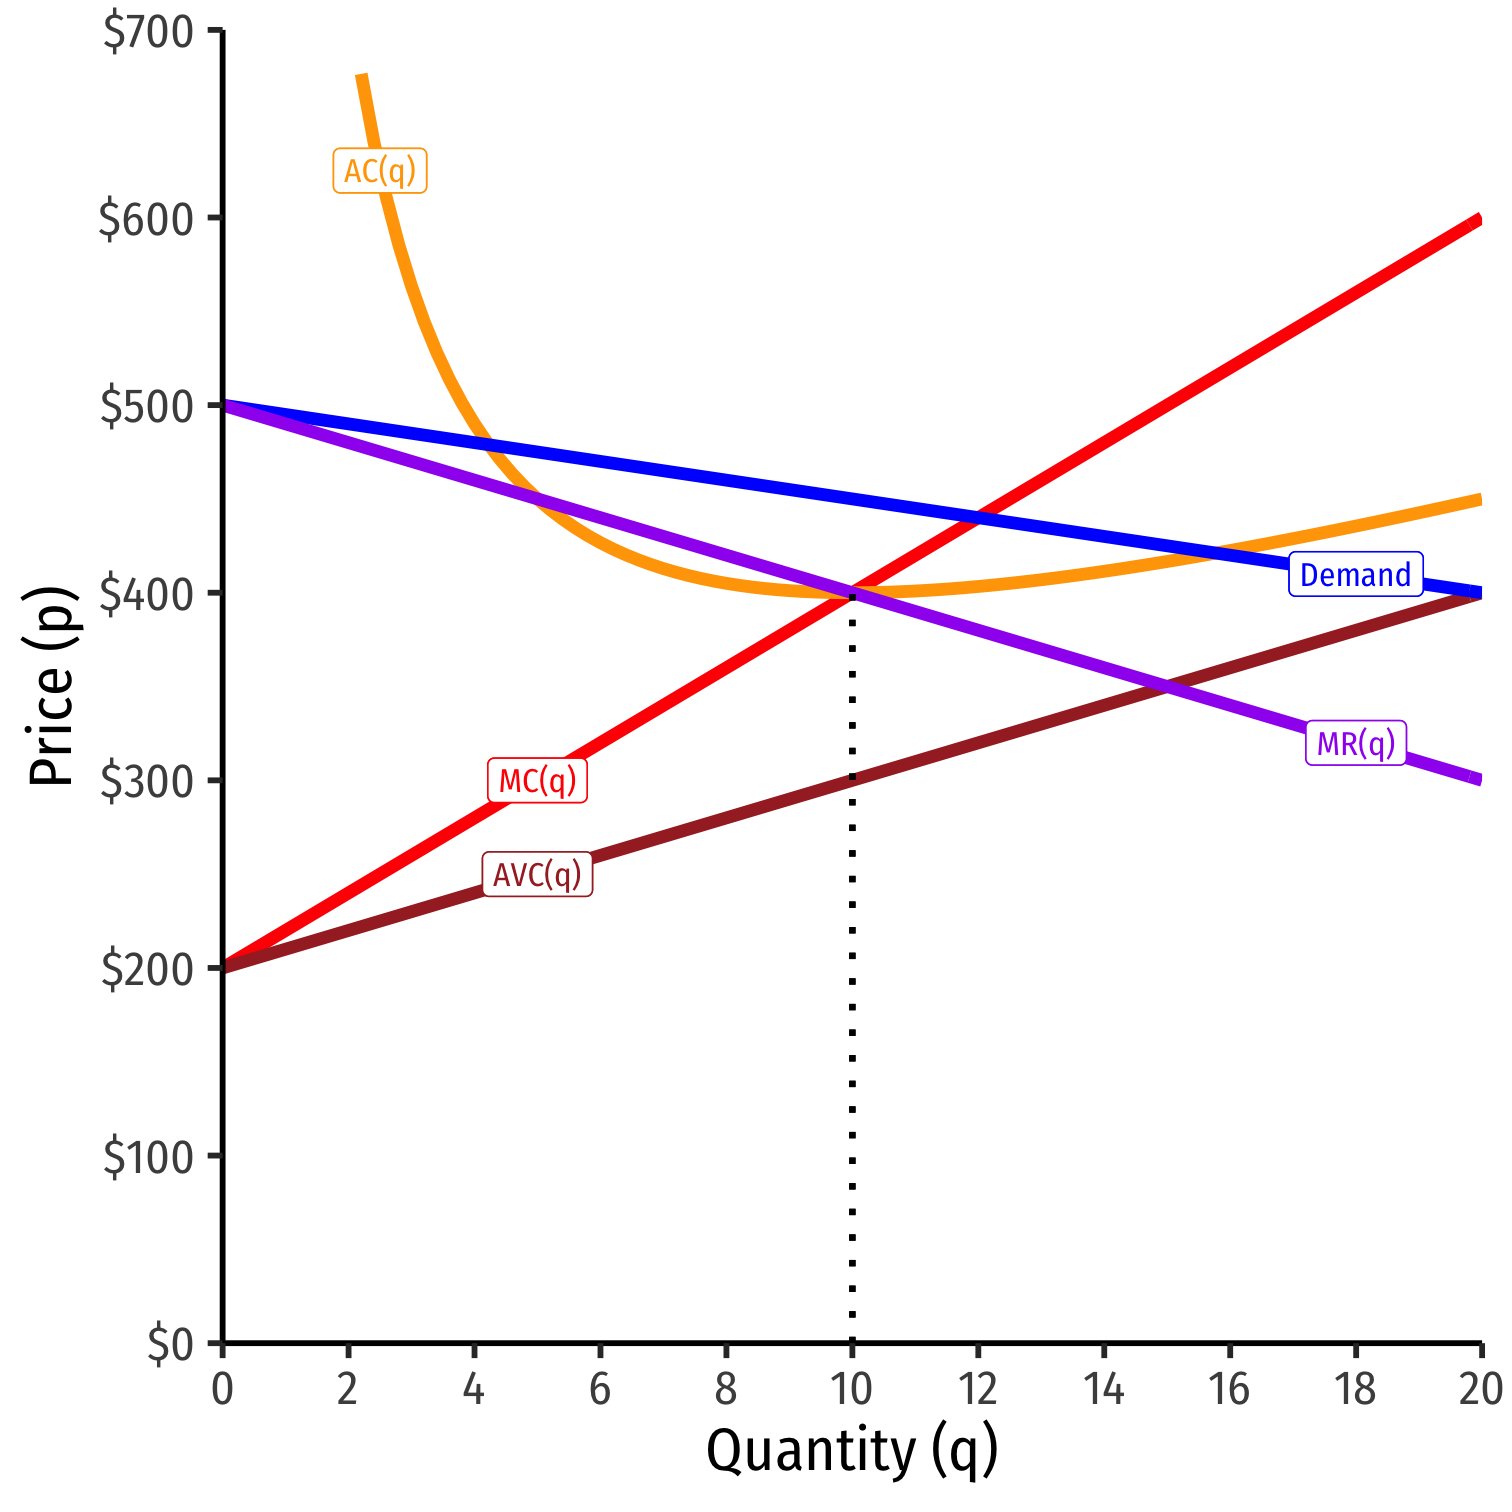 $700
AC(q)
$600
$500
$400
Demand
Price (p)
MR(q)
MC(q)
$300
AVC(q)
$200
$100
$0
0 2 4 6 8 10 12 14 16 18 20
Quantity (q)